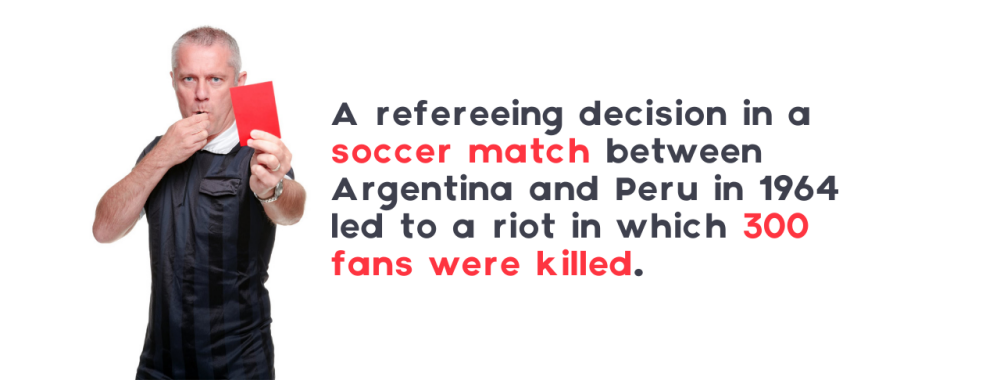 A refereeing decision in a
soccer match between
Argentina and Peru in 1964
led to a riot in which 300
fans were killed.